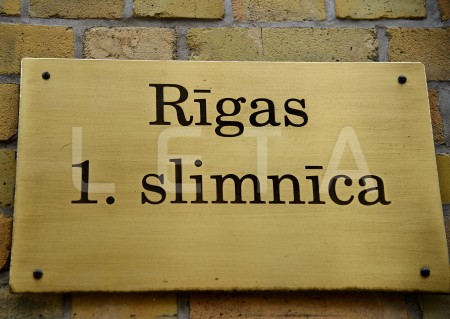 Rīgas
1. slimnīca
LETA